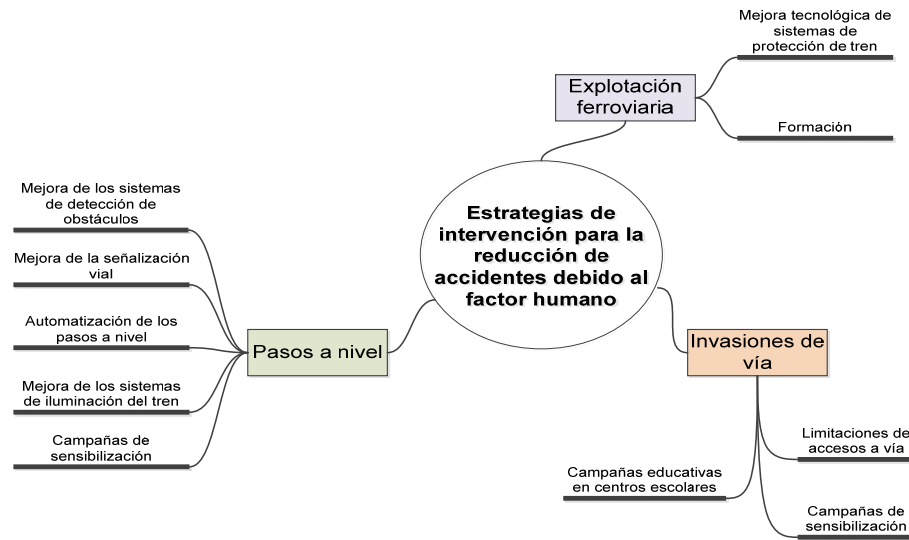 Mejora tecnológica de
sistemas de
protección de tren
Explotación
ferroviaria
Formación
Estrategias de
intervención para la
reducción de
accidentes debido al
factor humano
Mejora de los sistemas
de detección de
obstáculos
Mejora de la señalización
vial
Automatización de los
pasos a nivel
Pasos a nivel
Mejora de los sistemas
de iluminación del tren
Campañas de
sensibilización
Invasiones de
vía
Limitaciones de
accesos a vía
Campañas educativas
en centros escolares
Campañas de
sensibilización